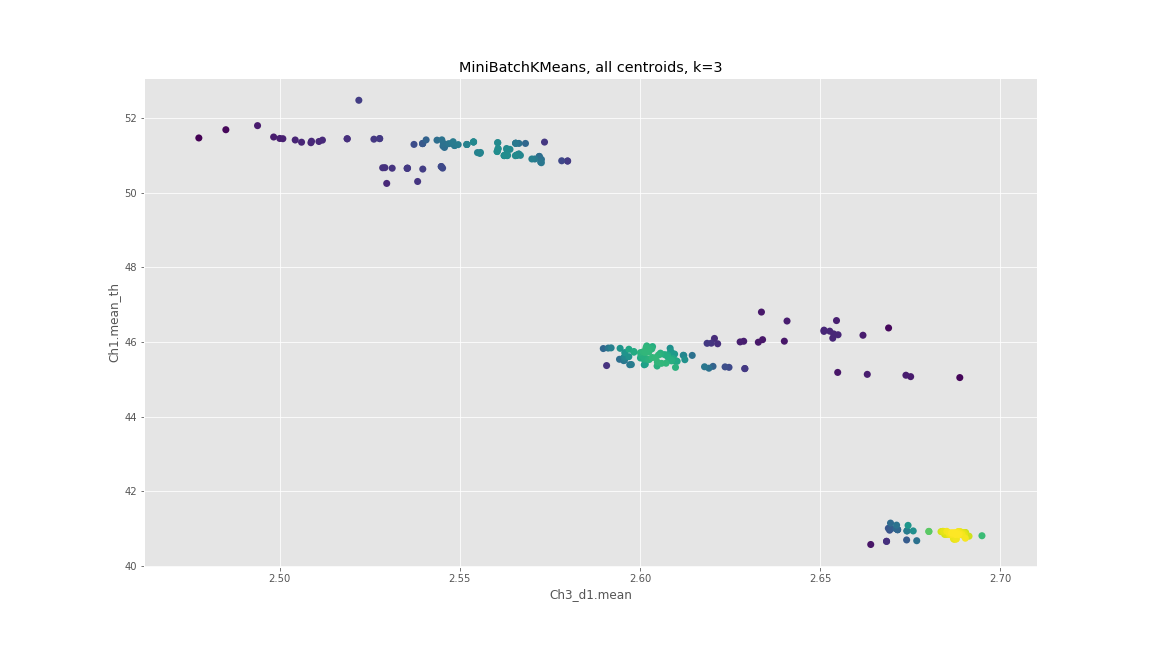 MiniBatchKMeans, all centroids, k=3
Ch1.mean_th
52
50
48
46
44
42
40
2.50 2.55 2.60 2.65 2.70
Ch3_d1.mean